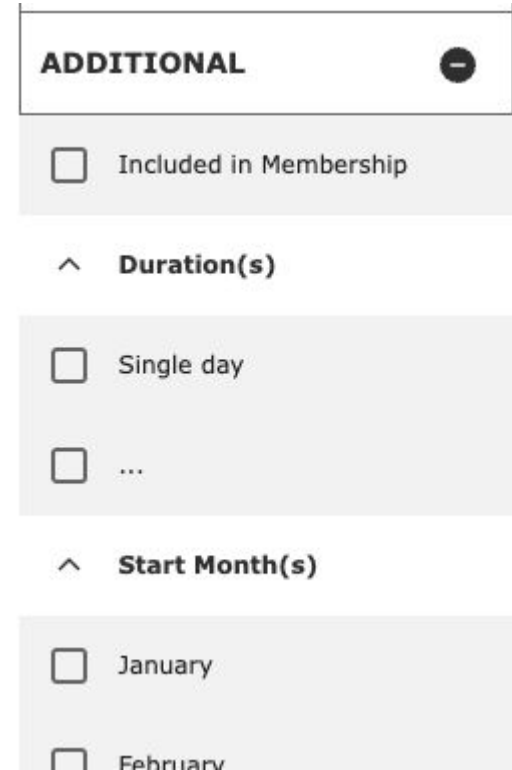 ADDITIONAL
Included in Membership
Duration(s)
Single day
...
Start Month(s)
January
February